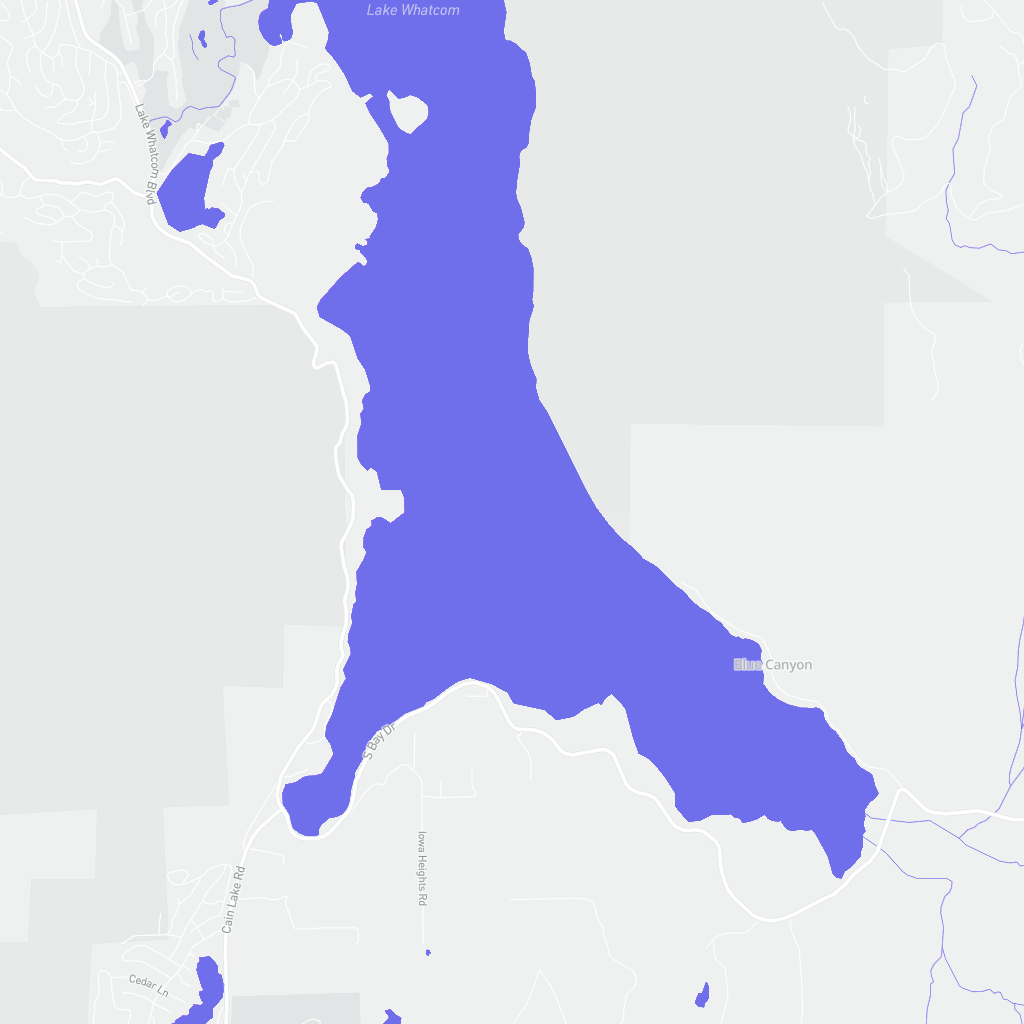 Lake Whatcom
Lake Whatcom Blvd
Blue Canyon
S Bay Dr
Iowa Heights Rd
Cain Lake Rd
Cedar Ln